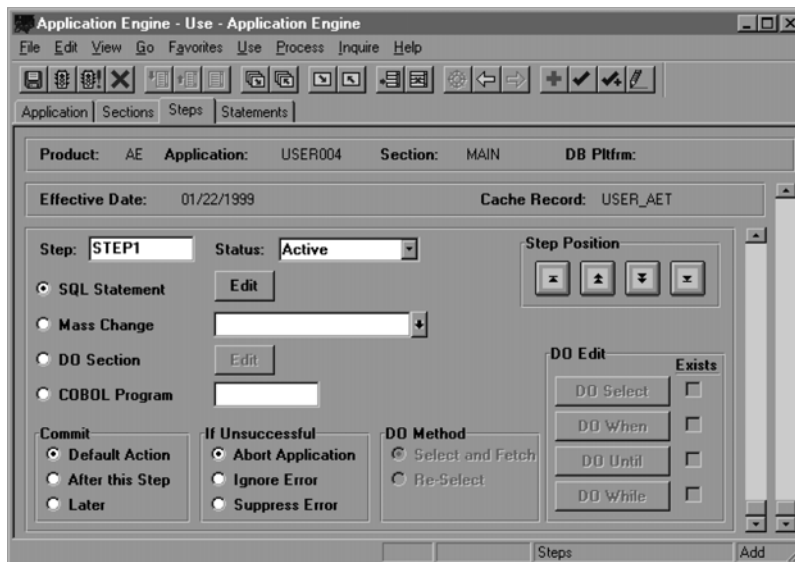 Application Engine - Use - Application Engine
File Edit View Go Favorites Use Process Inquire Help
Application Sections Steps Statements
Product: AE Application: USER004 Section: MAIN DB Pltfrm:
Effective Date: 01/22/1999 Cache Record: USER_AET
Step: STEP1 Status: Active Step Position
SQL Statement Edit
Mass Change
DO Section Edit
COBOL Program
DO Edit Exists
DO Select
DO When
DO Until
DO While
Commit
Default Action
After this Step
Later
If Unsuccessful
Abort Application
Ignore Error
Suppress Error
DO Method
Select and Fetch
Re-Select
Steps Add